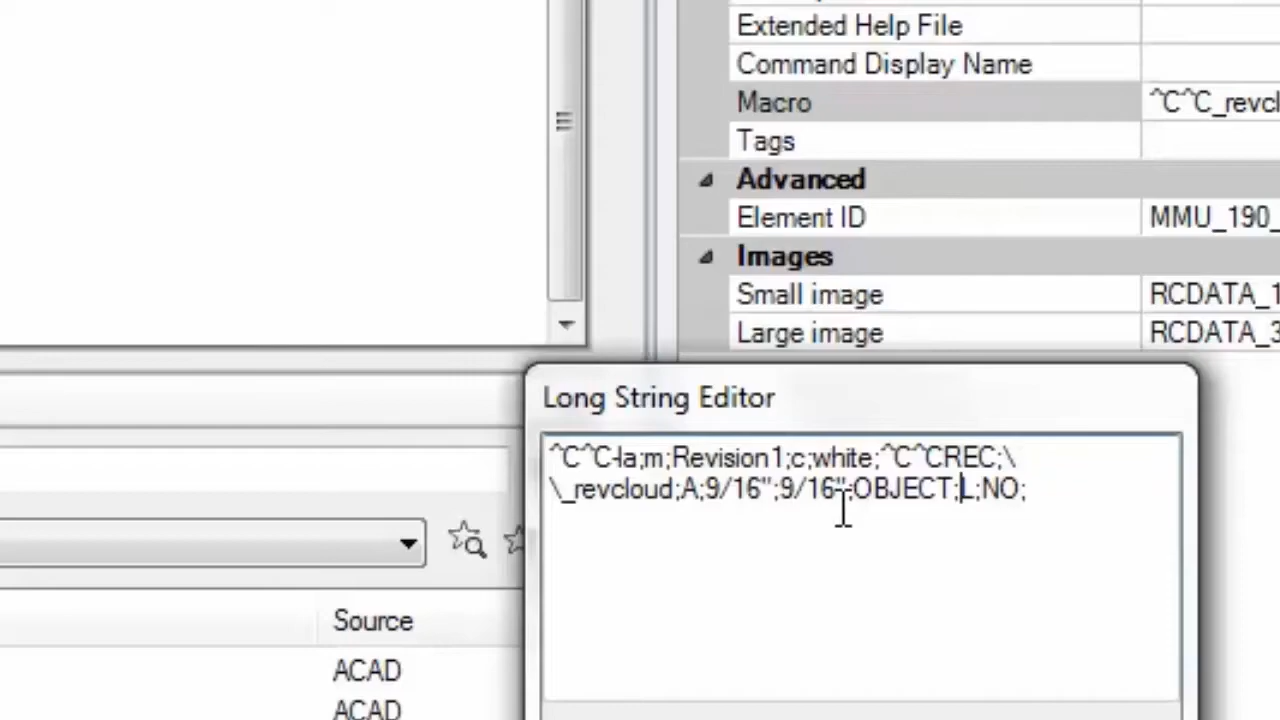 Extended Help File
Command Display Name
Macro ^C^C_revcl
Tags
Advanced
Element ID MMU_190_
Images
Small image RCDATA_1
Large image RCDATA_3
Long String Editor
^C^C-la;m;Revision1;c;white;^C^CREC;\
\_revcloud;A;9/16";9/16";OBJECT;L;NO;
Source
ACAD
ACAD